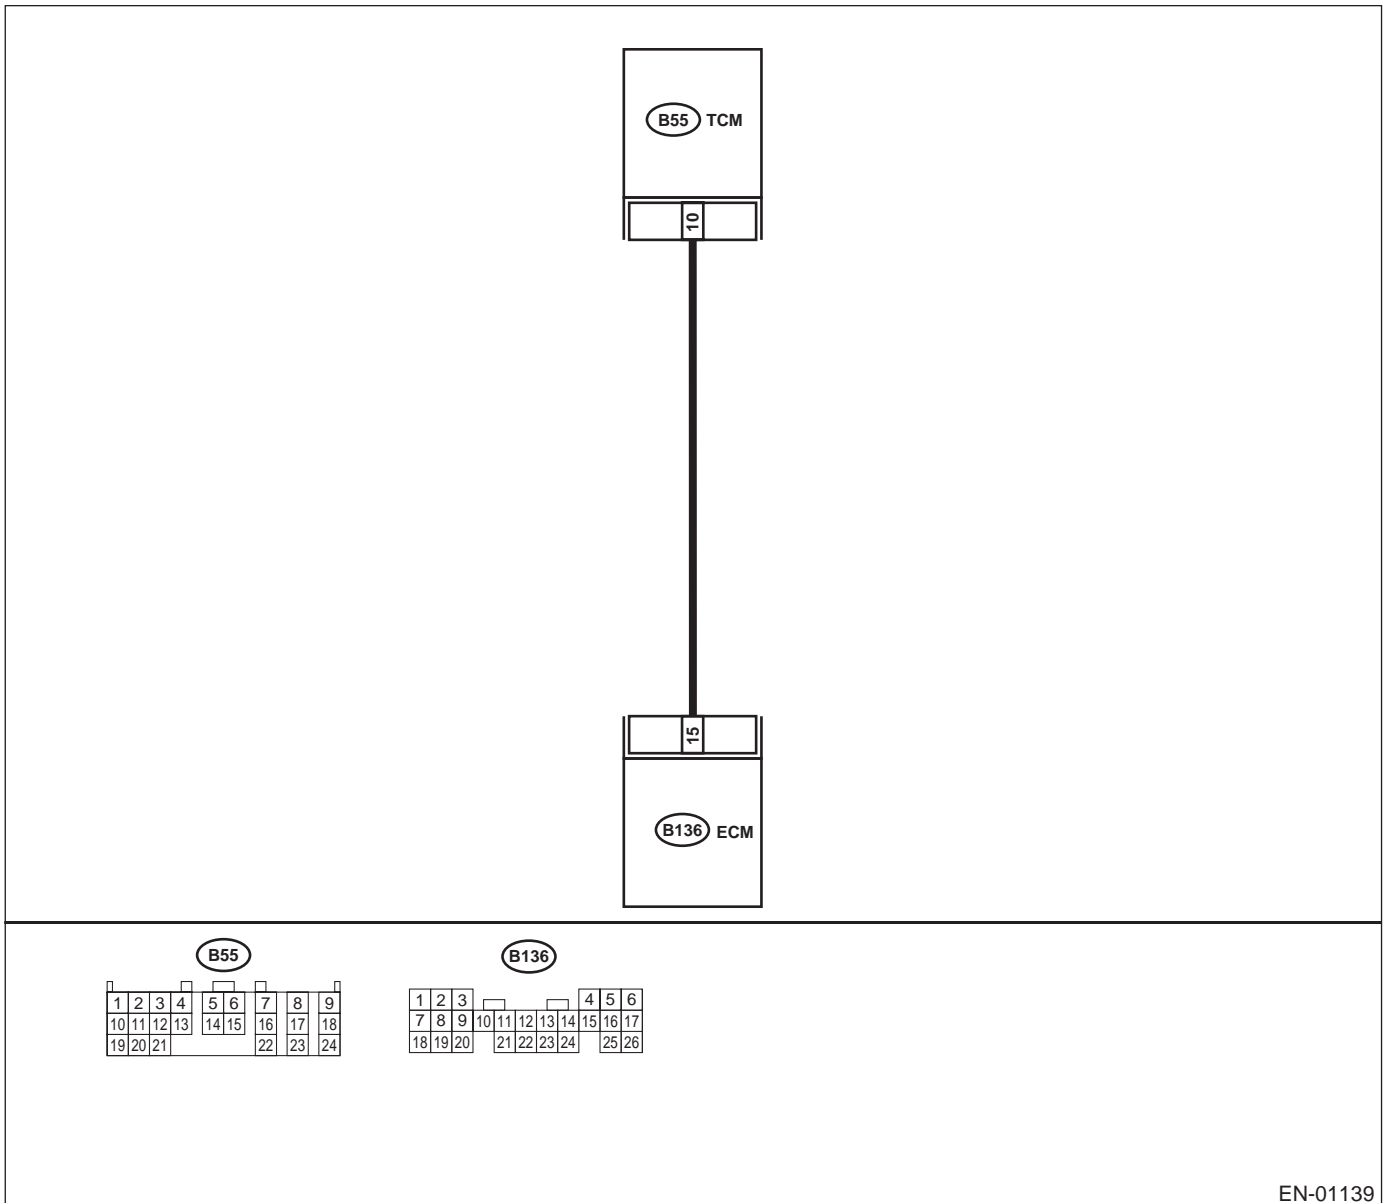 B55 TCM
10
15
B136 ECM
B55
1 2 3 4 5 6 7 8 9
10 11 12 13 14 15 16 17 18
19 20 21 22 23 24
B136
1 2 3 4 5 6
7 8 9 10 11 12 13 14 15 16 17
18 19 20 21 22 23 24 25 26
EN-01139